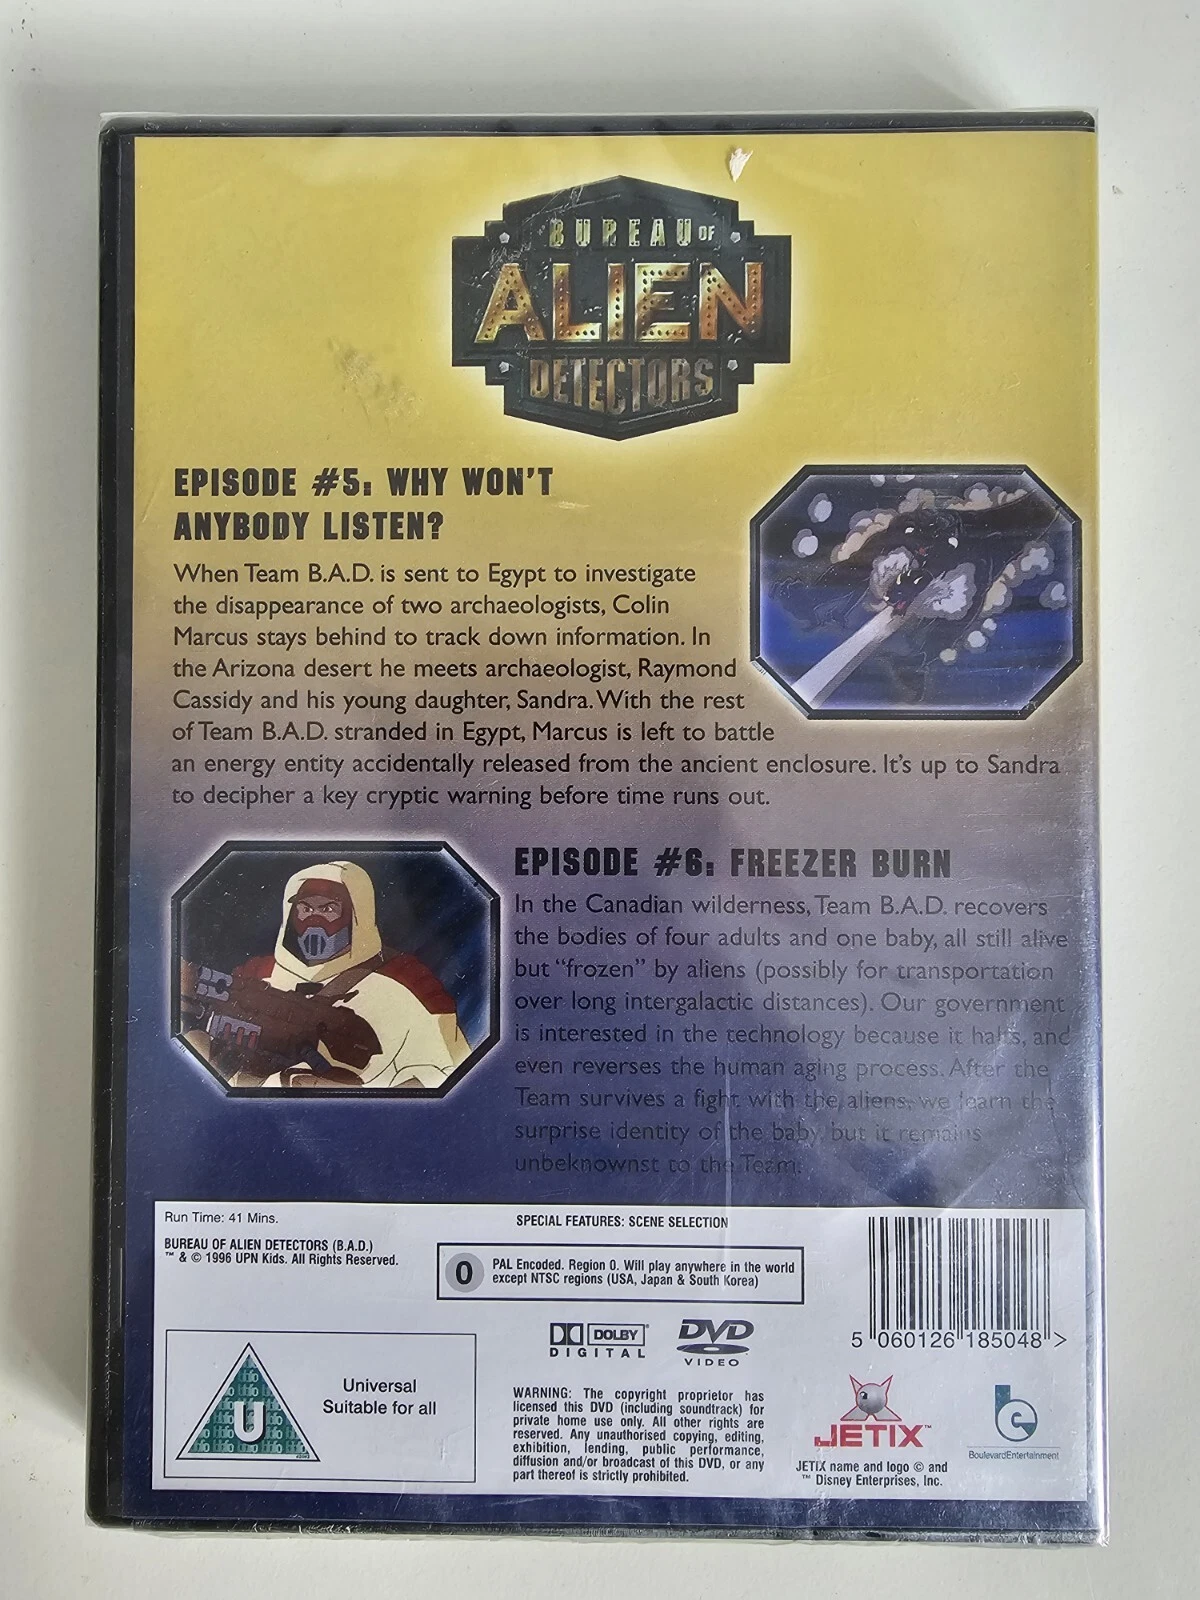 BUREAU OF
ALIEN
DETECTORS
EPISODE #5: WHY WON'T
ANYBODY LISTEN?
When Team B.A.D. is sent to Egypt to investigate
the disappearance of two archaeologists, Colin
Marcus stays behind to track down information. In
the Arizona desert he meets archaeologist, Raymond
Cassidy and his young daughter, Sandra. With the rest
of Team B.A.D. stranded in Egypt, Marcus is left to battle
an energy entity accidentally released from the ancient enclosure. It's up to Sandra
to decipher a key cryptic warning before time runs out.
EPISODE #6: FREEZER BURN
In the Canadian wilderness, Team B.A.D. recovers
the bodies of four adults and one baby, all still alive
but "frozen" by aliens (possibly for transportation
over long intergalactic distances). Our government
is interested in the technology because it halts, and
even reverses the human aging process. After the
Team survives a fight with the aliens, we learn the
surprise identity of the baby, but it remains
unbeknownst to the Team.
Run Time: 41 Mins.
BUREAU OF ALIEN DETECTORS (B.A.D.)
™ & © 1996 UPN Kids. All Rights Reserved.
SPECIAL FEATURES: SCENE SELECTION
0
PAL Encoded. Region 0. Will play anywhere in the world
except NTSC regions (USA, Japan & South Korea)
DOLBY
DIGITAL
DVD
VIDEO
5 060126 185048 >
U
Universal
Suitable for all
WARNING: The copyright proprietor has
licensed this DVD (including soundtrack) for
private home use only. All other rights are
reserved. Any unauthorised copying, editing,
exhibition, lending, public performance,
diffusion and/or broadcast of this DVD, or any
part thereof is strictly prohibited.
JETIX™
JETIX name and logo © and
™ Disney Enterprises, Inc.
be
BoulevardEntertainment